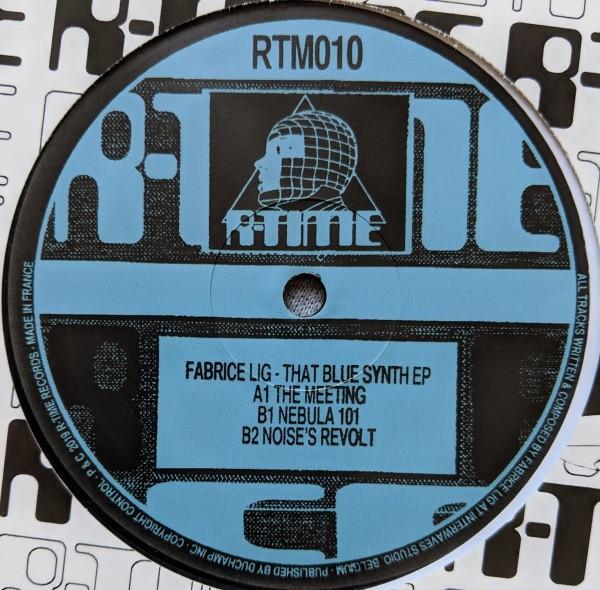 RTM010
R-TIME
R-TIME
FABRICE LIG - THAT BLUE SYNTH EP
A1 THE MEETING
B1 NEBULA 101
B2 NOISE'S REVOLT
ALL TRACKS WRITTEN & COMPOSED BY FABRICE LIG AT INTERWAVES STUDIO, BELGIUM - PUBLISHED BY DUCHAMP INC. - COPYRIGHT CONTROL - P & C 2019 R-TIME RECORDS - MADE IN FRANCE